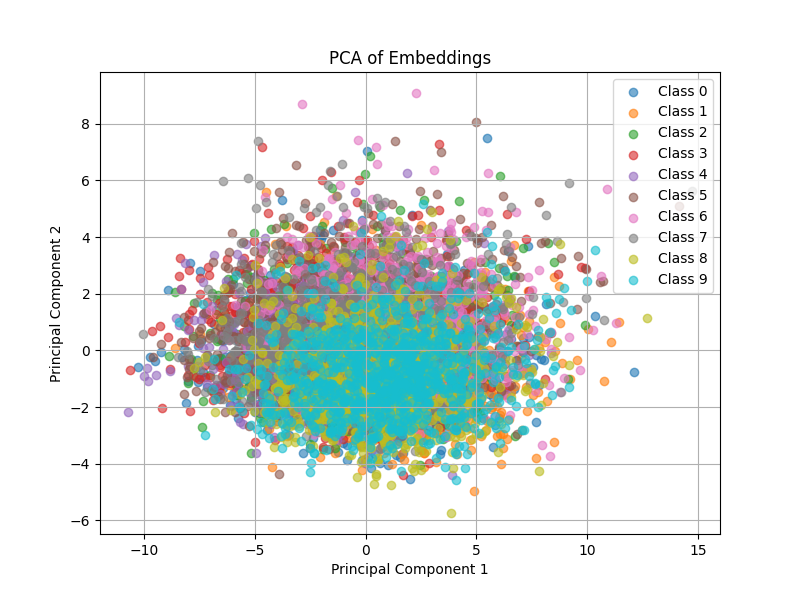 PCA of Embeddings
Class 0
Class 1
Class 2
Class 3
Class 4
Class 5
Class 6
Class 7
Class 8
Class 9
Principal Component 2
8
6
4
2
0
−2
−4
−6
−10
−5
0
5
10
15
Principal Component 1